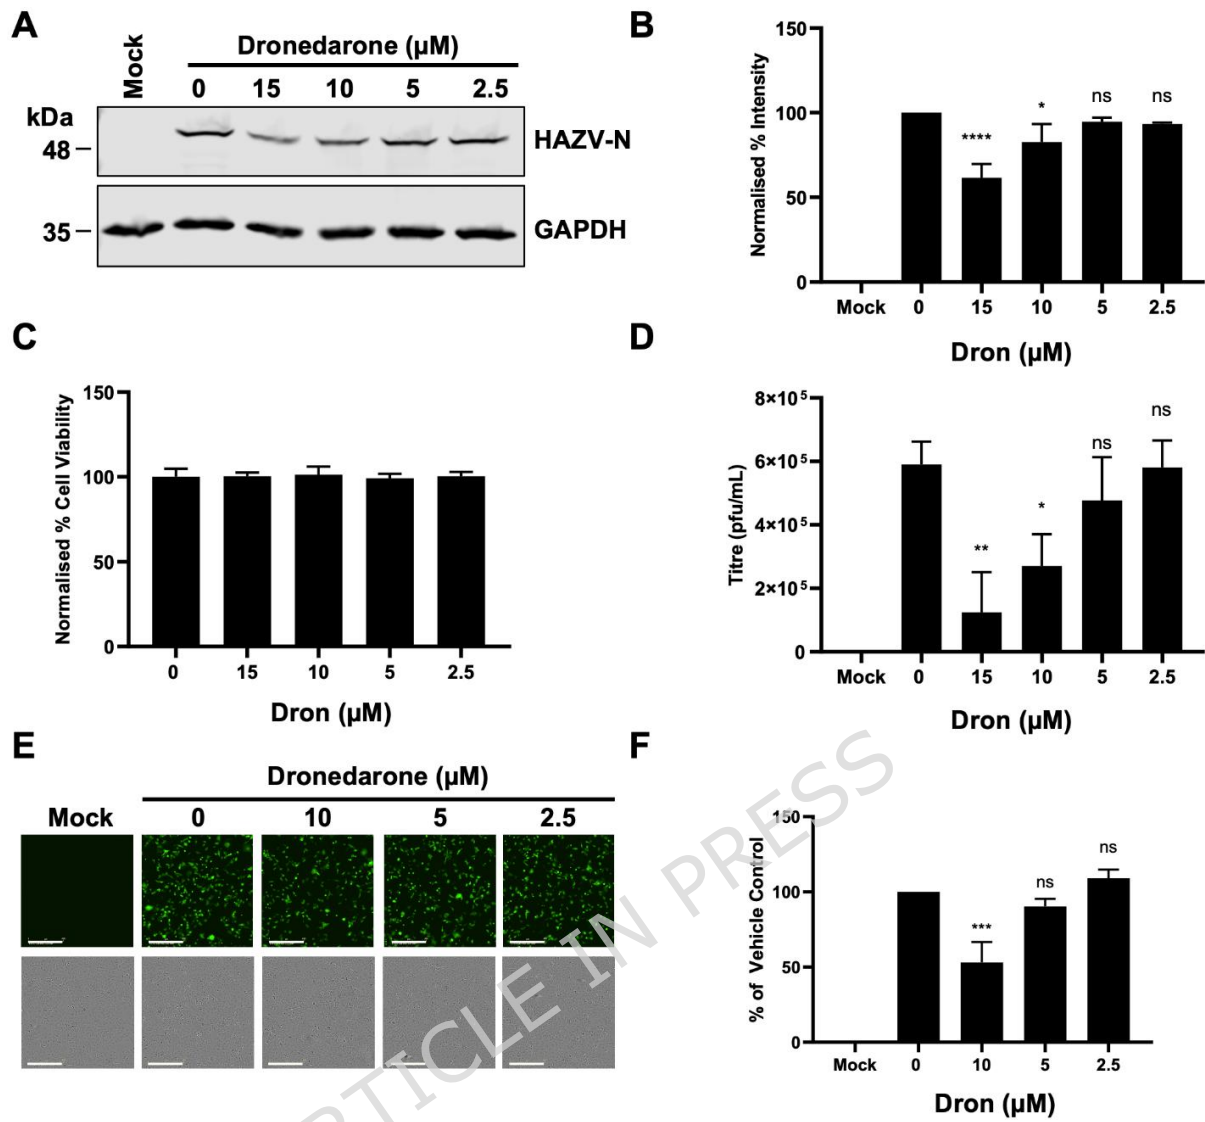 A
Mock
Dronedarone (µM)
0 15 10 5 2.5
kDa
48
HAZV-N
35
GAPDH
B
Normalised % Intensity
150
100
50
0
****
*
ns
ns
Mock 0 15 10 5 2.5
Dron (µM)
C
Normalised % Cell Viability
150
100
50
0
0 15 10 5 2.5
Dron (µM)
D
Titre (pfu/mL)
8×10⁵
6×10⁵
4×10⁵
2×10⁵
0
**
*
ns
ns
Mock 0 15 10 5 2.5
Dron (µM)
E
Dronedarone (µM)
Mock 0 10 5 2.5
F
% of Vehicle Control
150
100
50
0
***
ns
ns
Mock 0 10 5 2.5
Dron (µM)
RTICLE IN PRESS